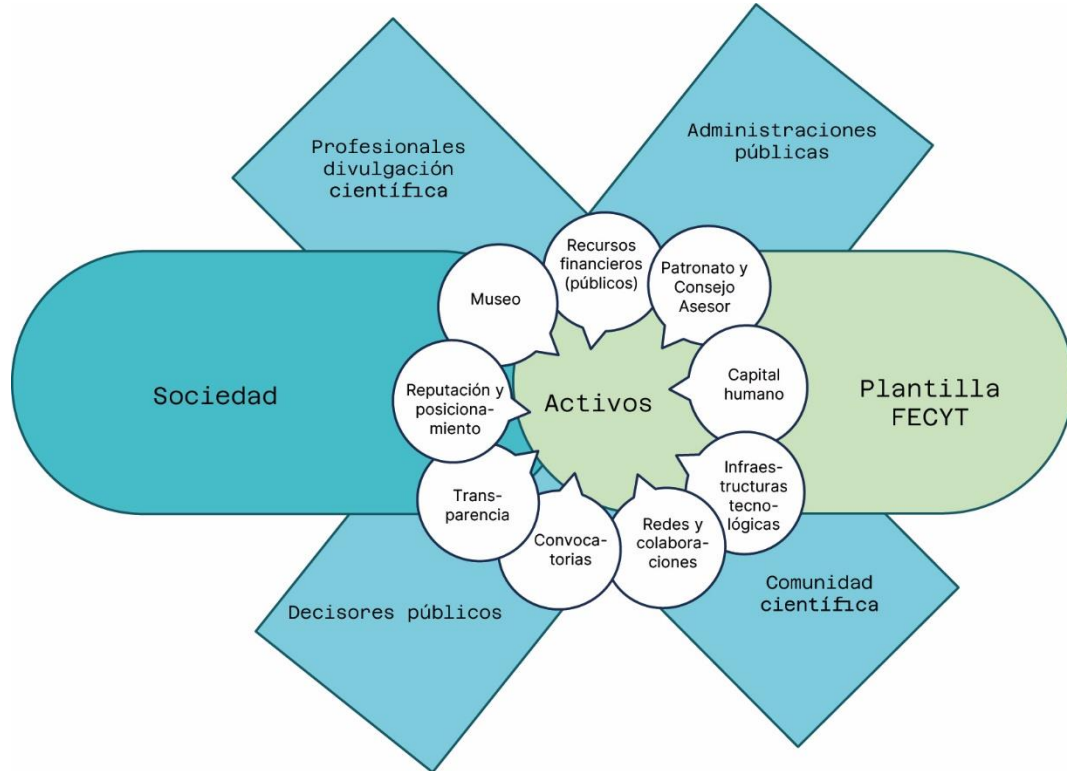 Profesionales
divulgación
científica
Administraciones
públicas
Recursos
financieros
(públicos)
Patronato y
Consejo
Asesor
Museo
Sociedad
Reputación y
posiciona-
miento
Activos
Capital
humano
Plantilla
FECYT
Trans-
parencia
Convoca-
torias
Redes y
colabora-
ciones
Infraes-
tructuras
tecno-
lógicas
Decisores públicos
Comunidad
científica